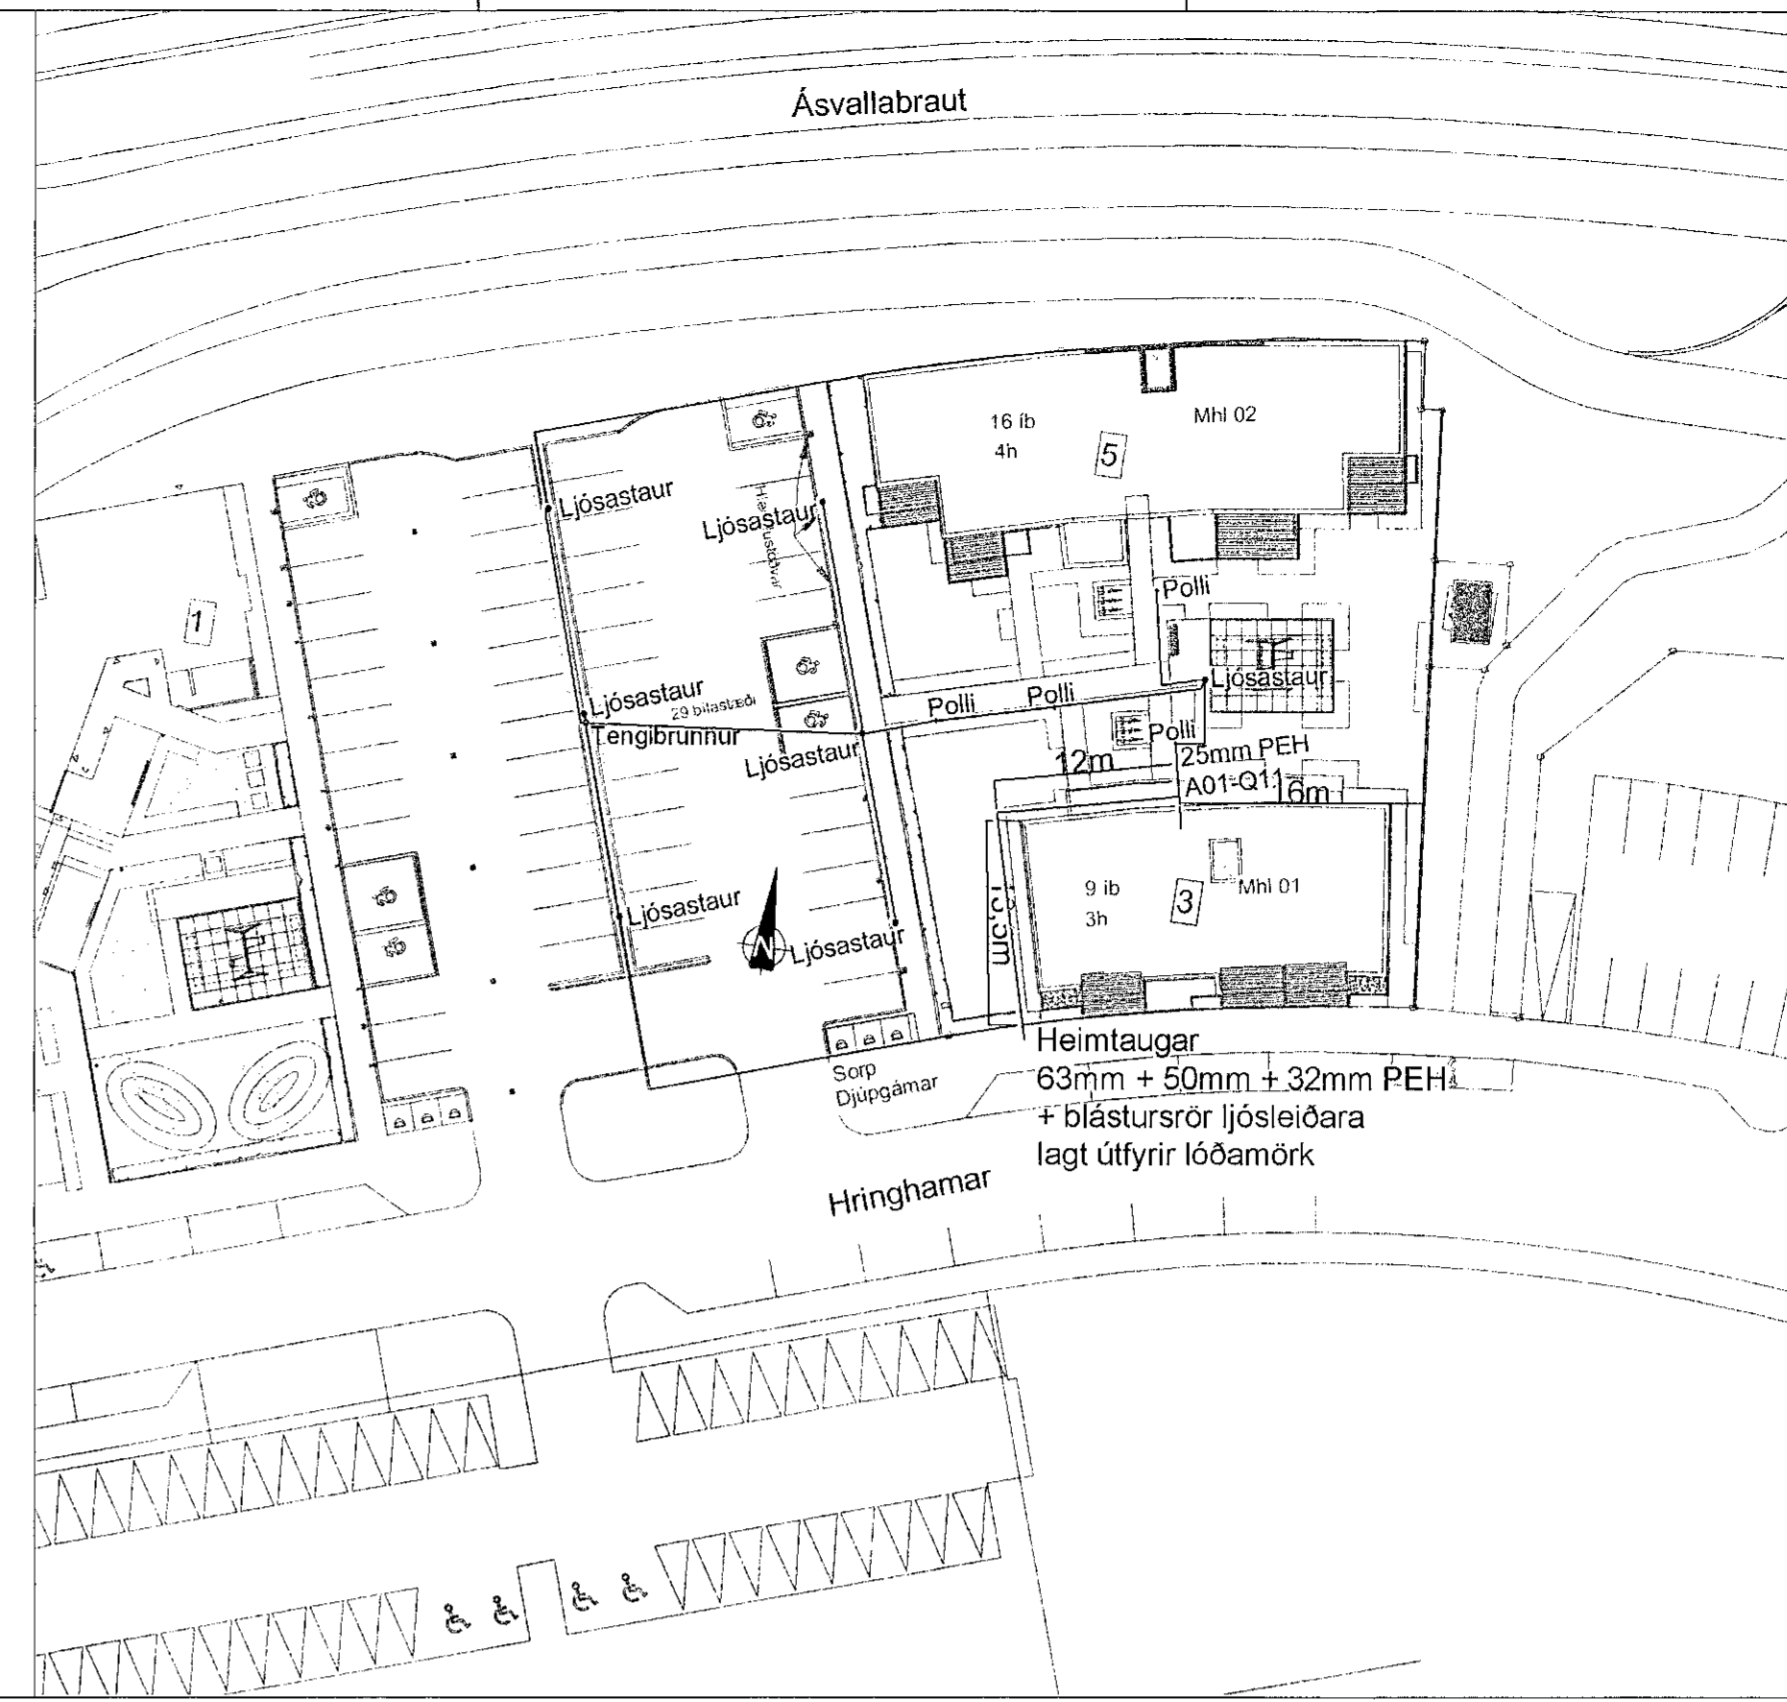 Ásvallabraut
16 íb
4h
5
Mhl 02
Ljósastaur
Ljósastaur
1
Polli
Ljósastaur
29 bílastæði
Tengibrunnur
Ljósastaur
Polli
Polli
Ljósastaur
Polli
12m
25mm PEH
A01-Q11
6m
9 íb
3h
3
Mhl 01
Ljósastaur
N
Ljósastaur
Sorp
Djúpgámar
Heimtaugar
63mm + 50mm + 32mm PEH
+ blástursrör ljósleiðara
lagt útfyrir lóðamörk
Hringhamar